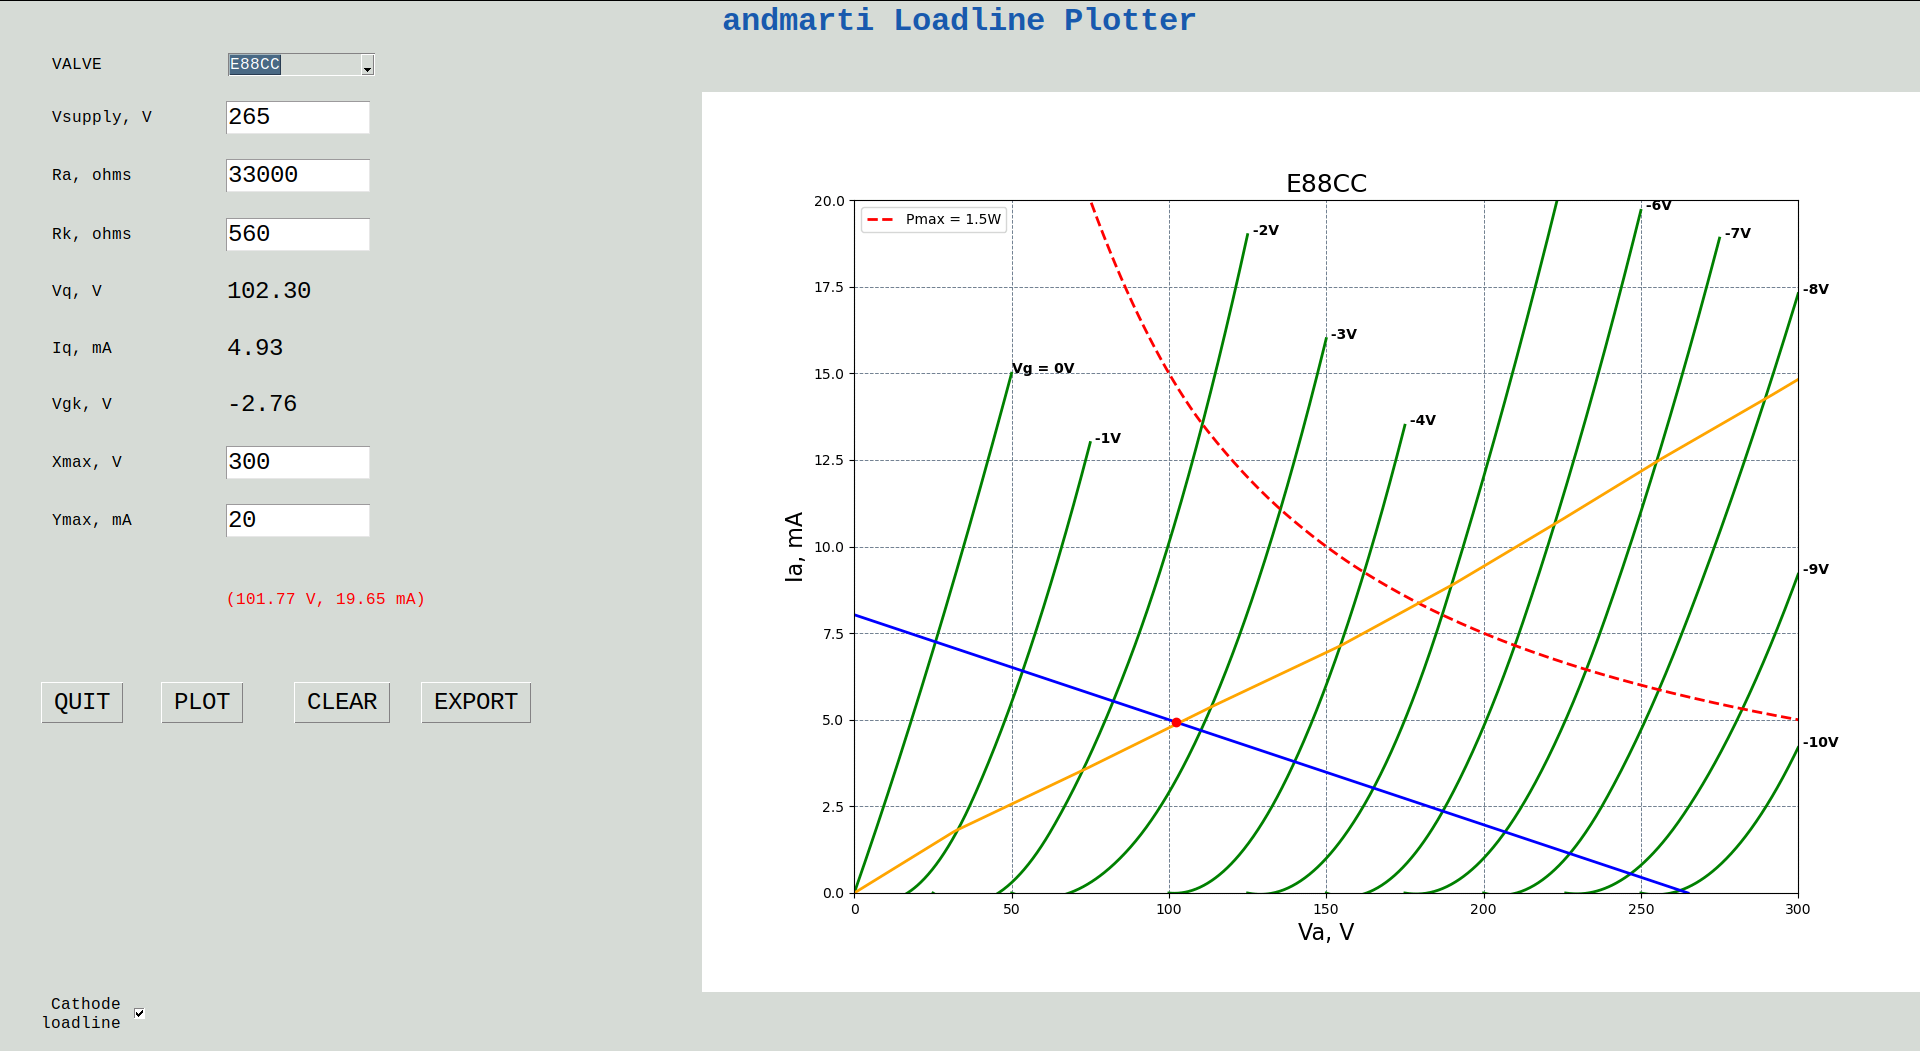 andmarti Loadline Plotter
VALVE E88CC
Vsupply, V 265
Ra, ohms 33000
Rk, ohms 560
Vq, V 102.30
Iq, mA 4.93
Vgk, V -2.76
Xmax, V 300
Ymax, mA 20
(101.77 V, 19.65 mA)
QUIT PLOT CLEAR EXPORT
Cathode
loadline
E88CC
Pmax = 1.5W
20.0
17.5
15.0
12.5
10.0
7.5
5.0
2.5
0.0
Ia, mA
Vg = 0V
-1V
-2V
-3V
-4V
-6V
-7V
-8V
-9V
-10V
0 50 100 150 200 250 300
Va, V